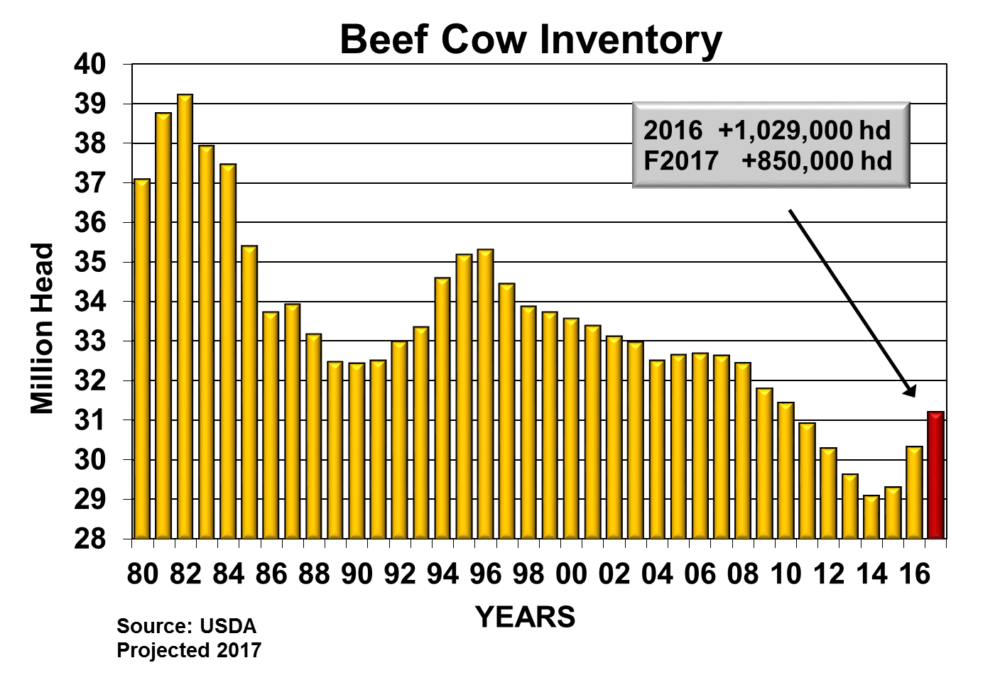 Beef Cow Inventory
40
39
38
37
36
35
34
33
32
31
30
29
28
Million Head
2016 +1,029,000 hd
F2017 +850,000 hd
80 82 84 86 88 90 92 94 96 98 00 02 04 06 08 10 12 14 16
YEARS
Source: USDA
Projected 2017